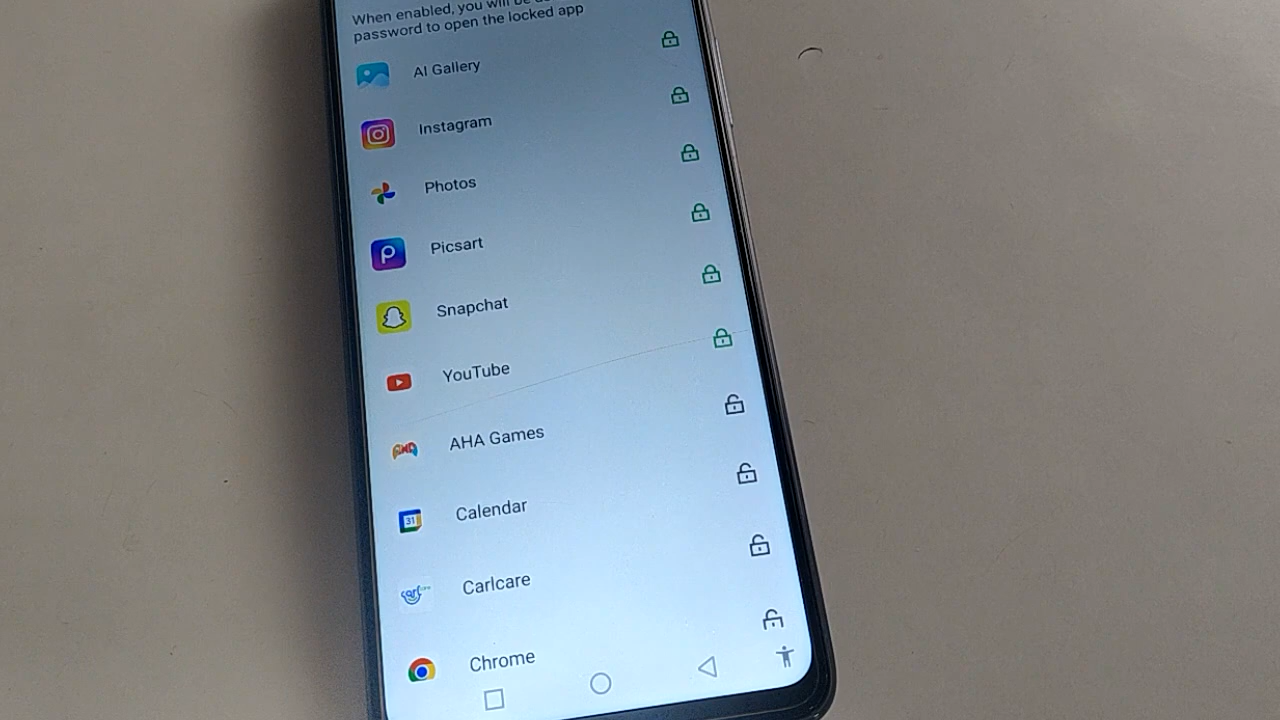 When enabled, you will be
password to open the locked app
AI Gallery
Instagram
Photos
Picsart
Snapchat
YouTube
AHA Games
31
Calendar
Carlcare
Chrome